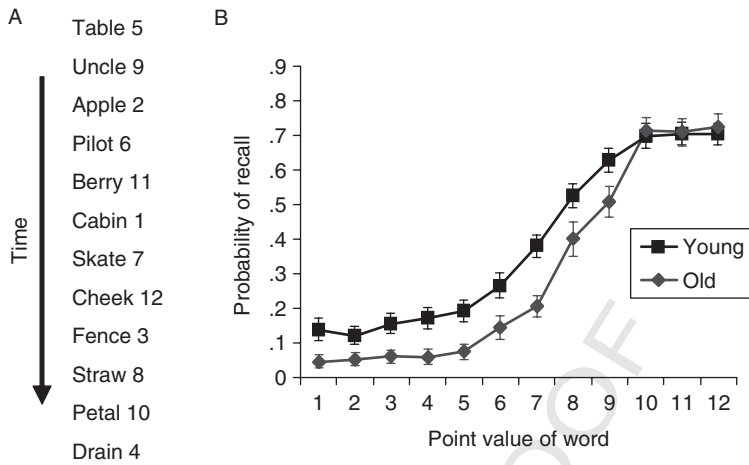 A
Table 5
Uncle 9
Apple 2
Pilot 6
Berry 11
Cabin 1
Skate 7
Cheek 12
Fence 3
Straw 8
Petal 10
Drain 4
Time
B
Probability of recall
.9
.8
.7
.6
.5
.4
.3
.2
.1
0
1 2 3 4 5 6 7 8 9 10 11 12
Point value of word
Young
Old
OOF